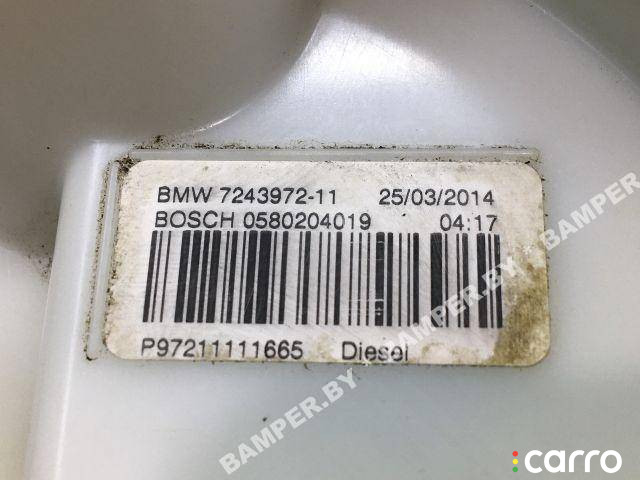 BMW 7243972-11 25/03/2014
BOSCH 0580204019 04:17
P97211111665 Diesel
BAMPER.BY
BAMPER.BY
BAMPER.BY
BAMPER.BY
carro